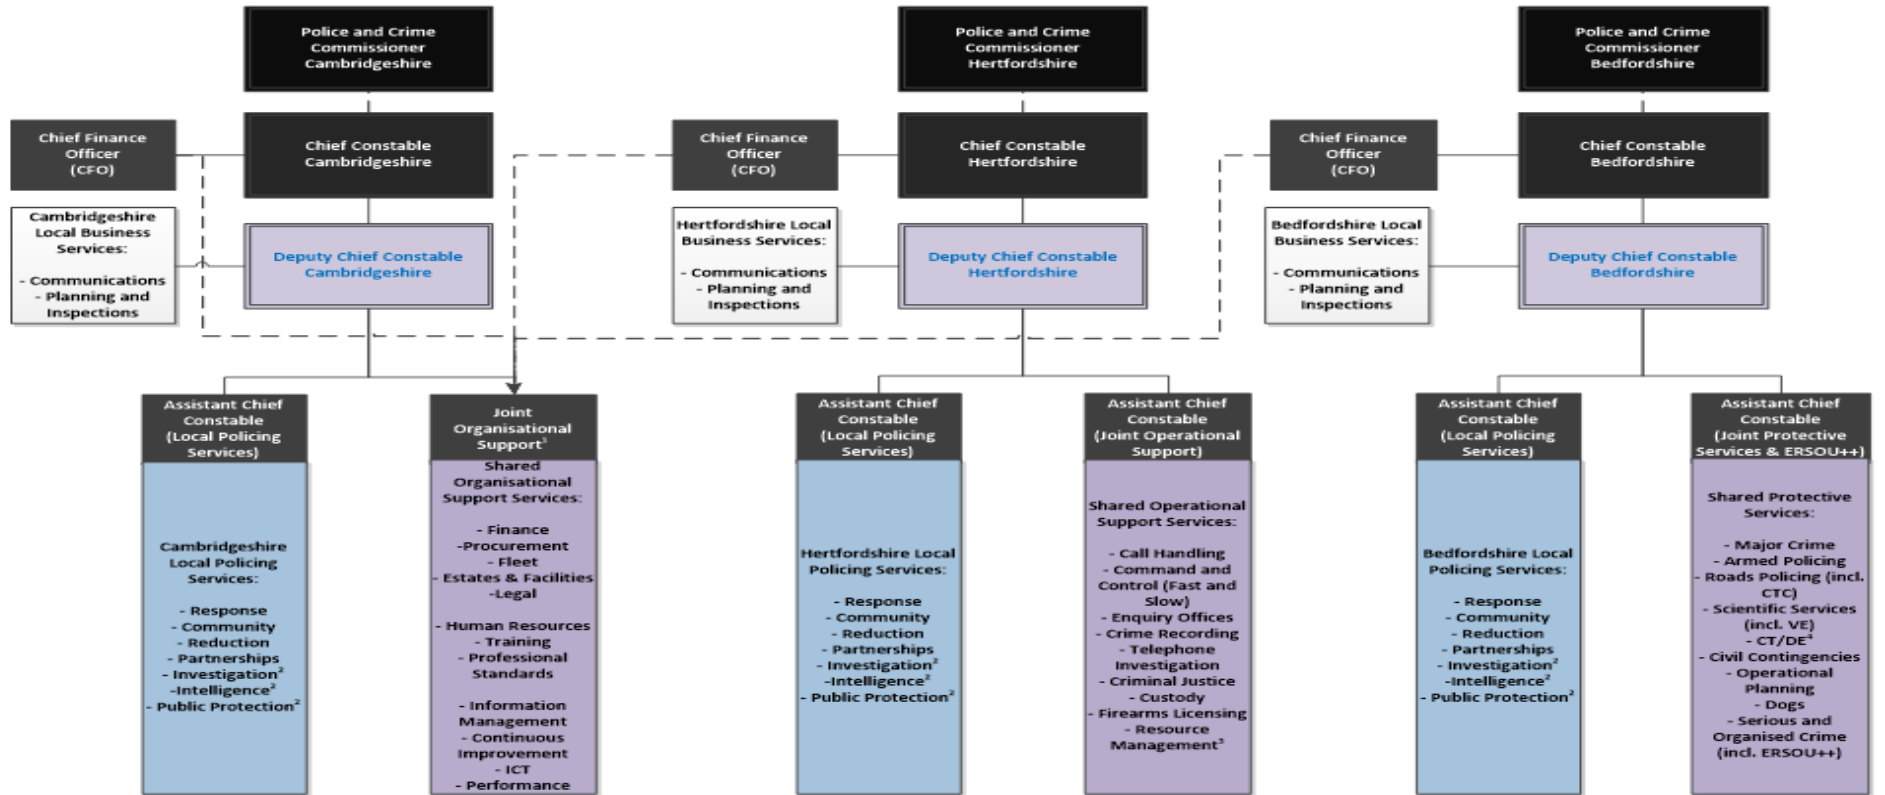 Police and Crime
Commissioner
Cambridgeshire
Police and Crime
Commissioner
Hertfordshire
Police and Crime
Commissioner
Bedfordshire
Chief Finance
Officer
(CFO)
Chief Constable
Cambridgeshire
Chief Finance
Officer
(CFO)
Chief Constable
Hertfordshire
Chief Finance
Officer
(CFO)
Chief Constable
Bedfordshire
Cambridgeshire
Local Business
Services:
- Communications
- Planning and
Inspections
Deputy Chief Constable
Cambridgeshire
Hertfordshire Local
Business Services:
- Communications
- Planning and
Inspections
Deputy Chief Constable
Hertfordshire
Bedfordshire Local
Business Services:
- Communications
- Planning and
Inspections
Deputy Chief Constable
Bedfordshire
Assistant Chief
Constable
(Local Policing
Services)
Cambridgeshire
Local Policing
Services:
- Response
- Community
- Reduction
- Partnerships
- Investigation²
-Intelligence²
- Public Protection²
Joint
Organisational
Support³
Shared
Organisational
Support Services:
- Finance
-Procurement
- Fleet
- Estates & Facilities
-Legal
- Human Resources
- Training
- Professional
Standards
- Information
Management
- Continuous
Improvement
- ICT
- Performance
Assistant Chief
Constable
(Local Policing
Services)
Hertfordshire Local
Policing Services:
- Response
- Community
- Reduction
- Partnerships
- Investigation²
-Intelligence²
- Public Protection²
Assistant Chief
Constable
(Joint Operational
Support)
Shared Operational
Support Services:
- Call Handling
- Command and
Control (Fast and
Slow)
- Enquiry Offices
- Crime Recording
- Telephone
Investigation
- Criminal Justice
- Custody
- Firearms Licensing
- Resource
Management³
Assistant Chief
Constable
(Local Policing
Services)
Bedfordshire Local
Policing Services:
- Response
- Community
- Reduction
- Partnerships
- Investigation²
-Intelligence²
- Public Protection²
Assistant Chief
Constable
(Joint Protective
Services & ERSOU++)
Shared Protective
Services:
- Major Crime
- Armed Policing
- Roads Policing (incl.
CTC)
- Scientific Services
(incl. VE)
- CT/DE⁴
- Civil Contingencies
- Operational
Planning
- Dogs
- Serious and
Organised Crime
(incl. ERSOU++)